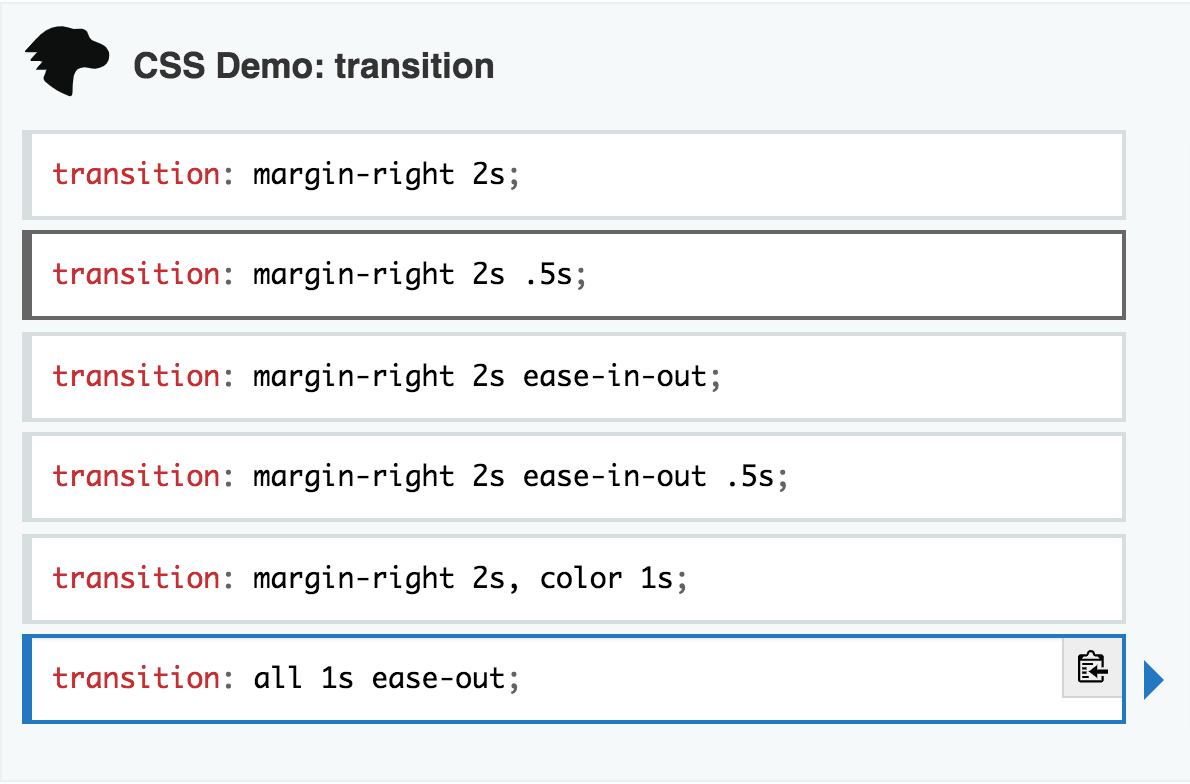 CSS Demo: transition
transition: margin-right 2s;
transition: margin-right 2s .5s;
transition: margin-right 2s ease-in-out;
transition: margin-right 2s ease-in-out .5s;
transition: margin-right 2s, color 1s;
transition: all 1s ease-out;